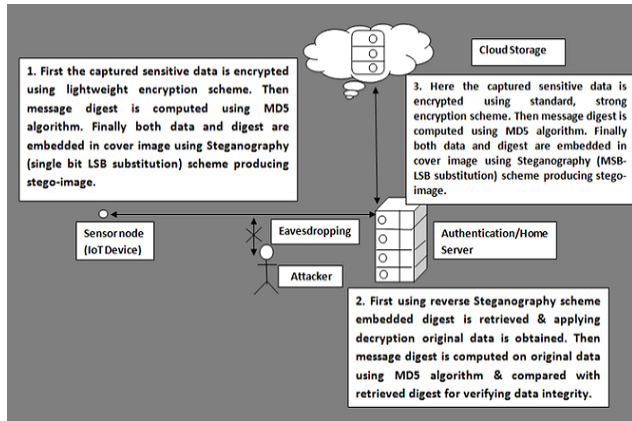 Cloud Storage
1. First the captured sensitive data is encrypted
using lightweight encryption scheme. Then
message digest is computed using MD5
algorithm. Finally both data and digest are
embedded in cover image using Steganography
(single bit LSB substitution) scheme producing
stego-image.
3. Here the captured sensitive data is
encrypted using standard, strong
encryption scheme. Then message digest is
computed using MD5 algorithm. Finally
both data and digest are embedded in
cover image using Steganography (MSB-
LSB substitution) scheme producing stego-
image.
Sensor node
(IoT Device)
Eavesdropping
Attacker
Authentication/Home
Server
2. First using reverse Steganography scheme
embedded digest is retrieved & applying
decryption original data is obtained. Then
message digest is computed on original data
using MD5 algorithm & compared with
retrieved digest for verifying data integrity.